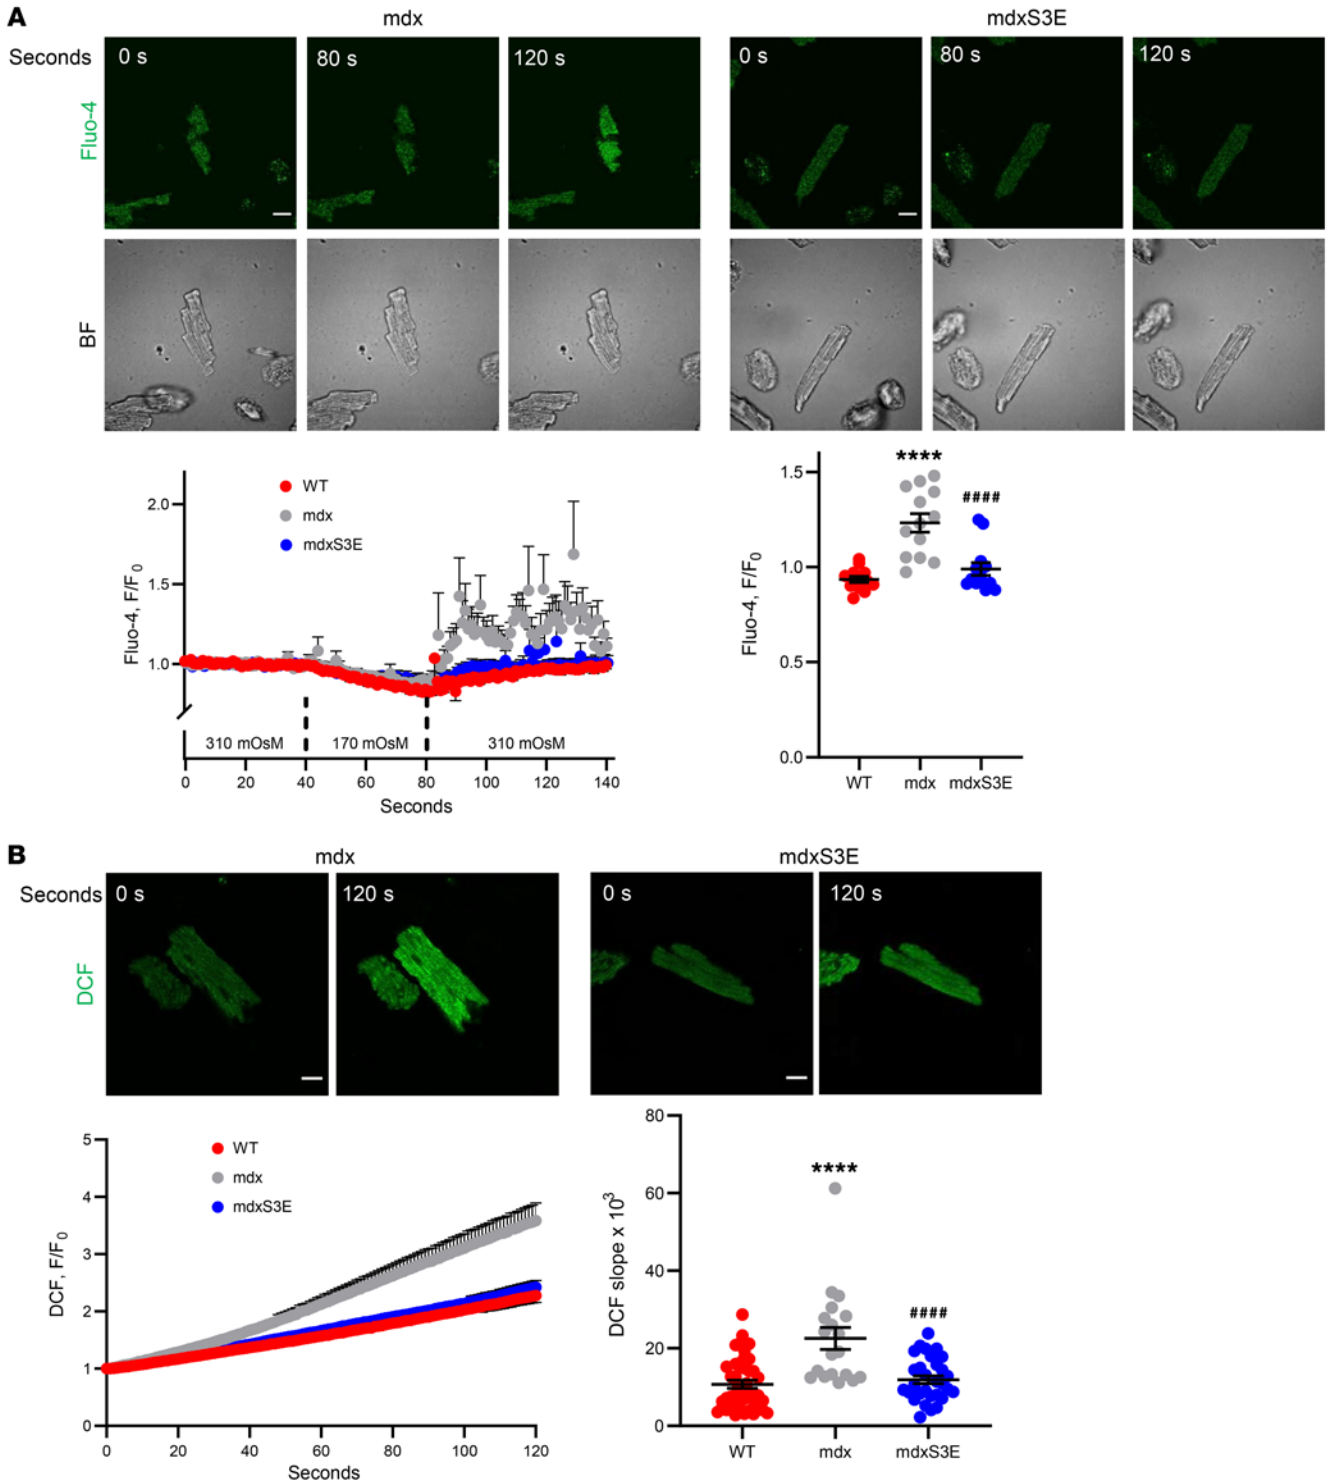 A
mdx
mdxS3E
Seconds
0 s
80 s
120 s
0 s
80 s
120 s
Fluo-4
BF
WT
mdx
mdxS3E
Fluo-4, F/F0
2.0
1.5
1.0
310 mOsM
170 mOsM
310 mOsM
0 20 40 60 80 100 120 140
Seconds
Fluo-4, F/F0
1.5
1.0
0.5
0.0
****
####
WT mdx mdxS3E
B
mdx
mdxS3E
Seconds
0 s
120 s
0 s
120 s
DCF
WT
mdx
mdxS3E
DCF, F/F0
5
4
3
2
1
0
0 20 40 60 80 100 120
Seconds
DCF slope x 10³
80
60
40
20
0
****
####
WT mdx mdxS3E